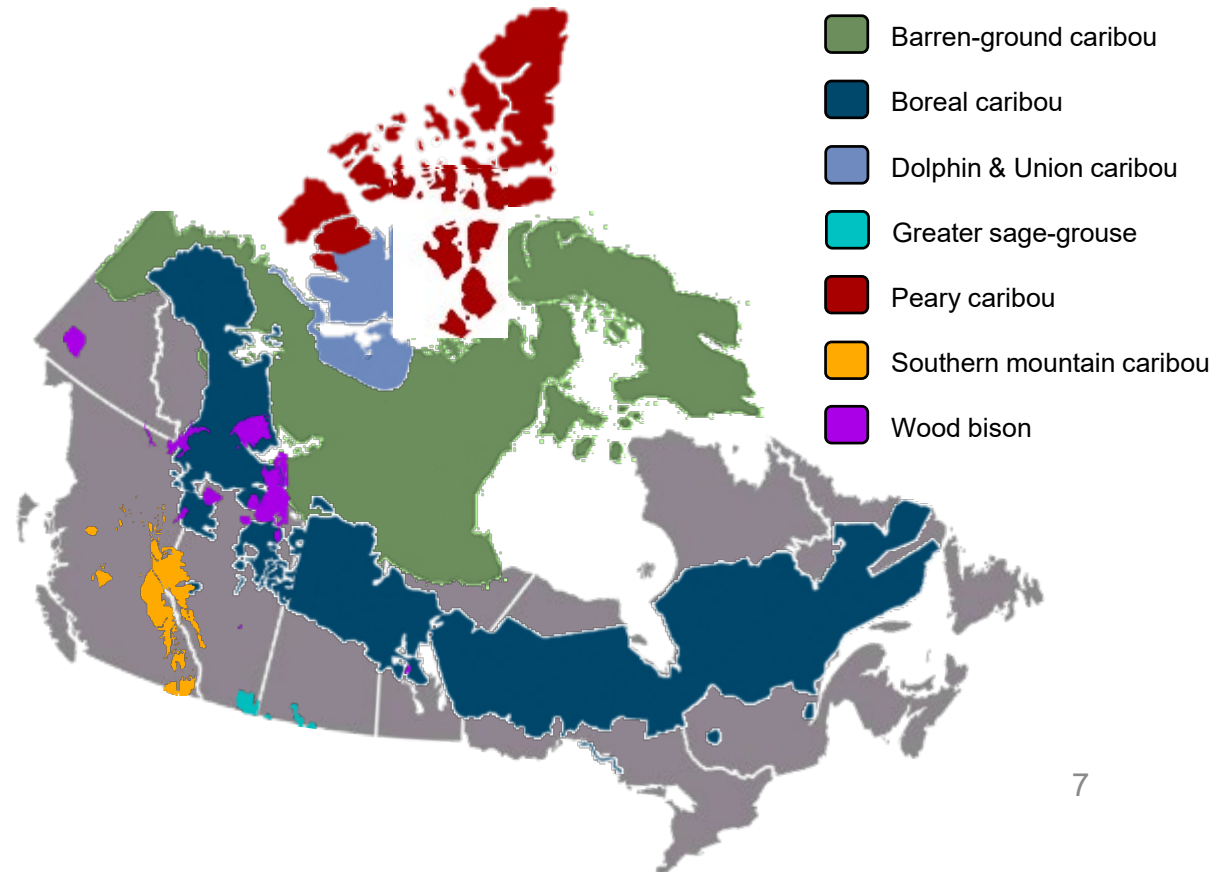 Barren-ground caribou
Boreal caribou
Dolphin & Union caribou
Greater sage-grouse
Peary caribou
Southern mountain caribou
Wood bison
7